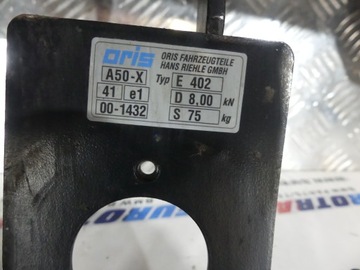 oris
ORIS FAHRZEUGTEILE
HANS RIEHLE GMBH
A50-X Typ E 402
41 e1 D 8,00 kN
00-1432 S 75 kg